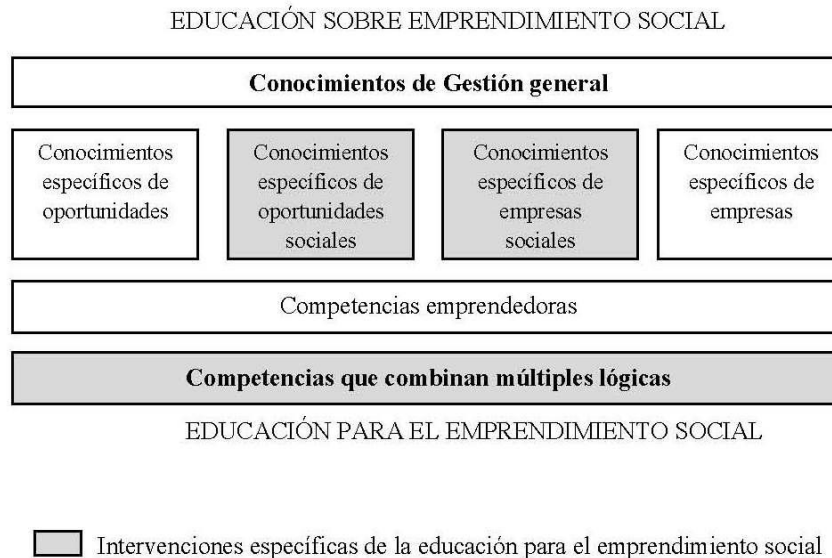 EDUCACIÓN SOBRE EMPRENDIMIENTO SOCIAL
Conocimientos de Gestión general
Conocimientos
específicos de
oportunidades
Conocimientos
específicos de
oportunidades
sociales
Conocimientos
específicos de
empresas
sociales
Conocimientos
específicos de
empresas
Competencias emprendedoras
Competencias que combinan múltiples lógicas
EDUCACIÓN PARA EL EMPRENDIMIENTO SOCIAL
Intervenciones específicas de la educación para el emprendimiento social